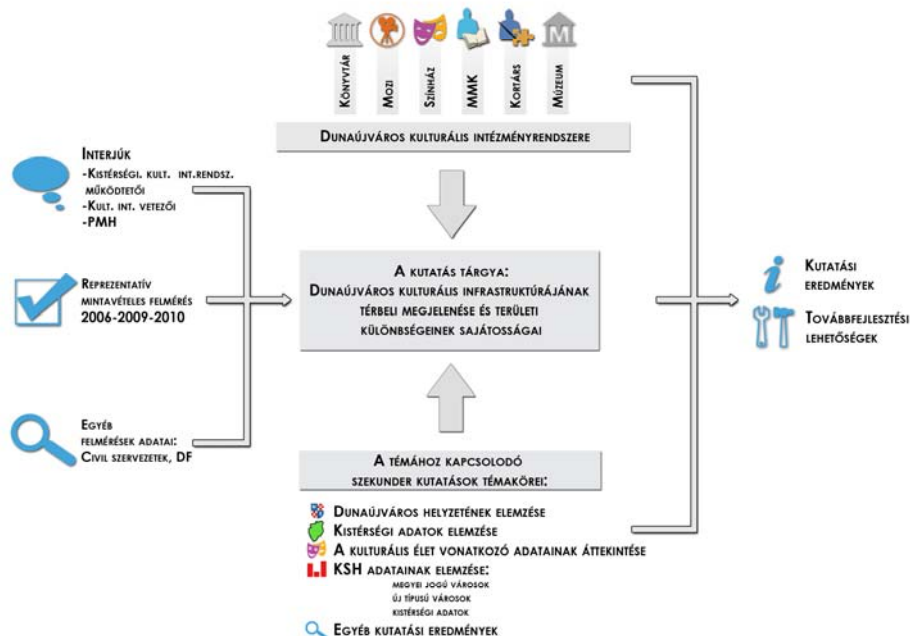 KÖNYVTÁR
MOZI
SZÍNHÁZ
MMK
KORTÁRS
MÚZEUM
M
DUNAÚJVÁROS KULTURÁLIS INTÉZMÉNYRENDSZERE
INTERJÚK
-KISTÉRSÉGI. KULT. INT.RENDSZ.
MŰKÖDTETŐI
-KULT. INT. VETEZŐI
-PMH
REPREZENTATÍV
MINTAVÉTELES FELMÉRÉS
2006-2009-2010
EGYÉB
FELMÉRÉSEK ADATAI:
CIVIL SZERVEZETEK, DF
A KUTATÁS TÁRGYA:
DUNAÚJVÁROS KULTURÁLIS INFRASTRUKTÚRÁJÁNAK
TÉRBELI MEGJELENÉSE ÉS TERÜLETI
KÜLÖNBSÉGEINEK SAJÁTOSSÁGAI
KUTATÁSI
EREDMÉNYEK
TOVÁBBFEJLESZTÉSI
LEHETŐSÉGEK
A TÉMÁHOZ KAPCSOLODÓ
SZEKUNDER KUTATÁSOK TÉMAKÖREI:
DUNAÚJVÁROS HELYZETÉNEK ELEMZÉSE
KISTÉRSÉGI ADATOK ELEMZÉSE
A KULTURÁLIS ÉLET VONATKOZÓ ADATAINAK ÁTTEKINTÉSE
KSH ADATAINAK ELEMZÉSE:
MEGYEI JOGÚ VÁROSOK
ÚJ TÍPUSÚ VÁROSOK
KISTÉRSÉGI ADATOK
EGYÉB KUTATÁSI EREDMÉNYEK